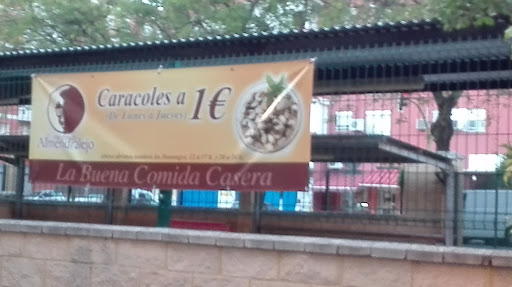 Caracoles a 1€
(De Lunes a Jueves)
Almendralejo
La Buena Comida Casera